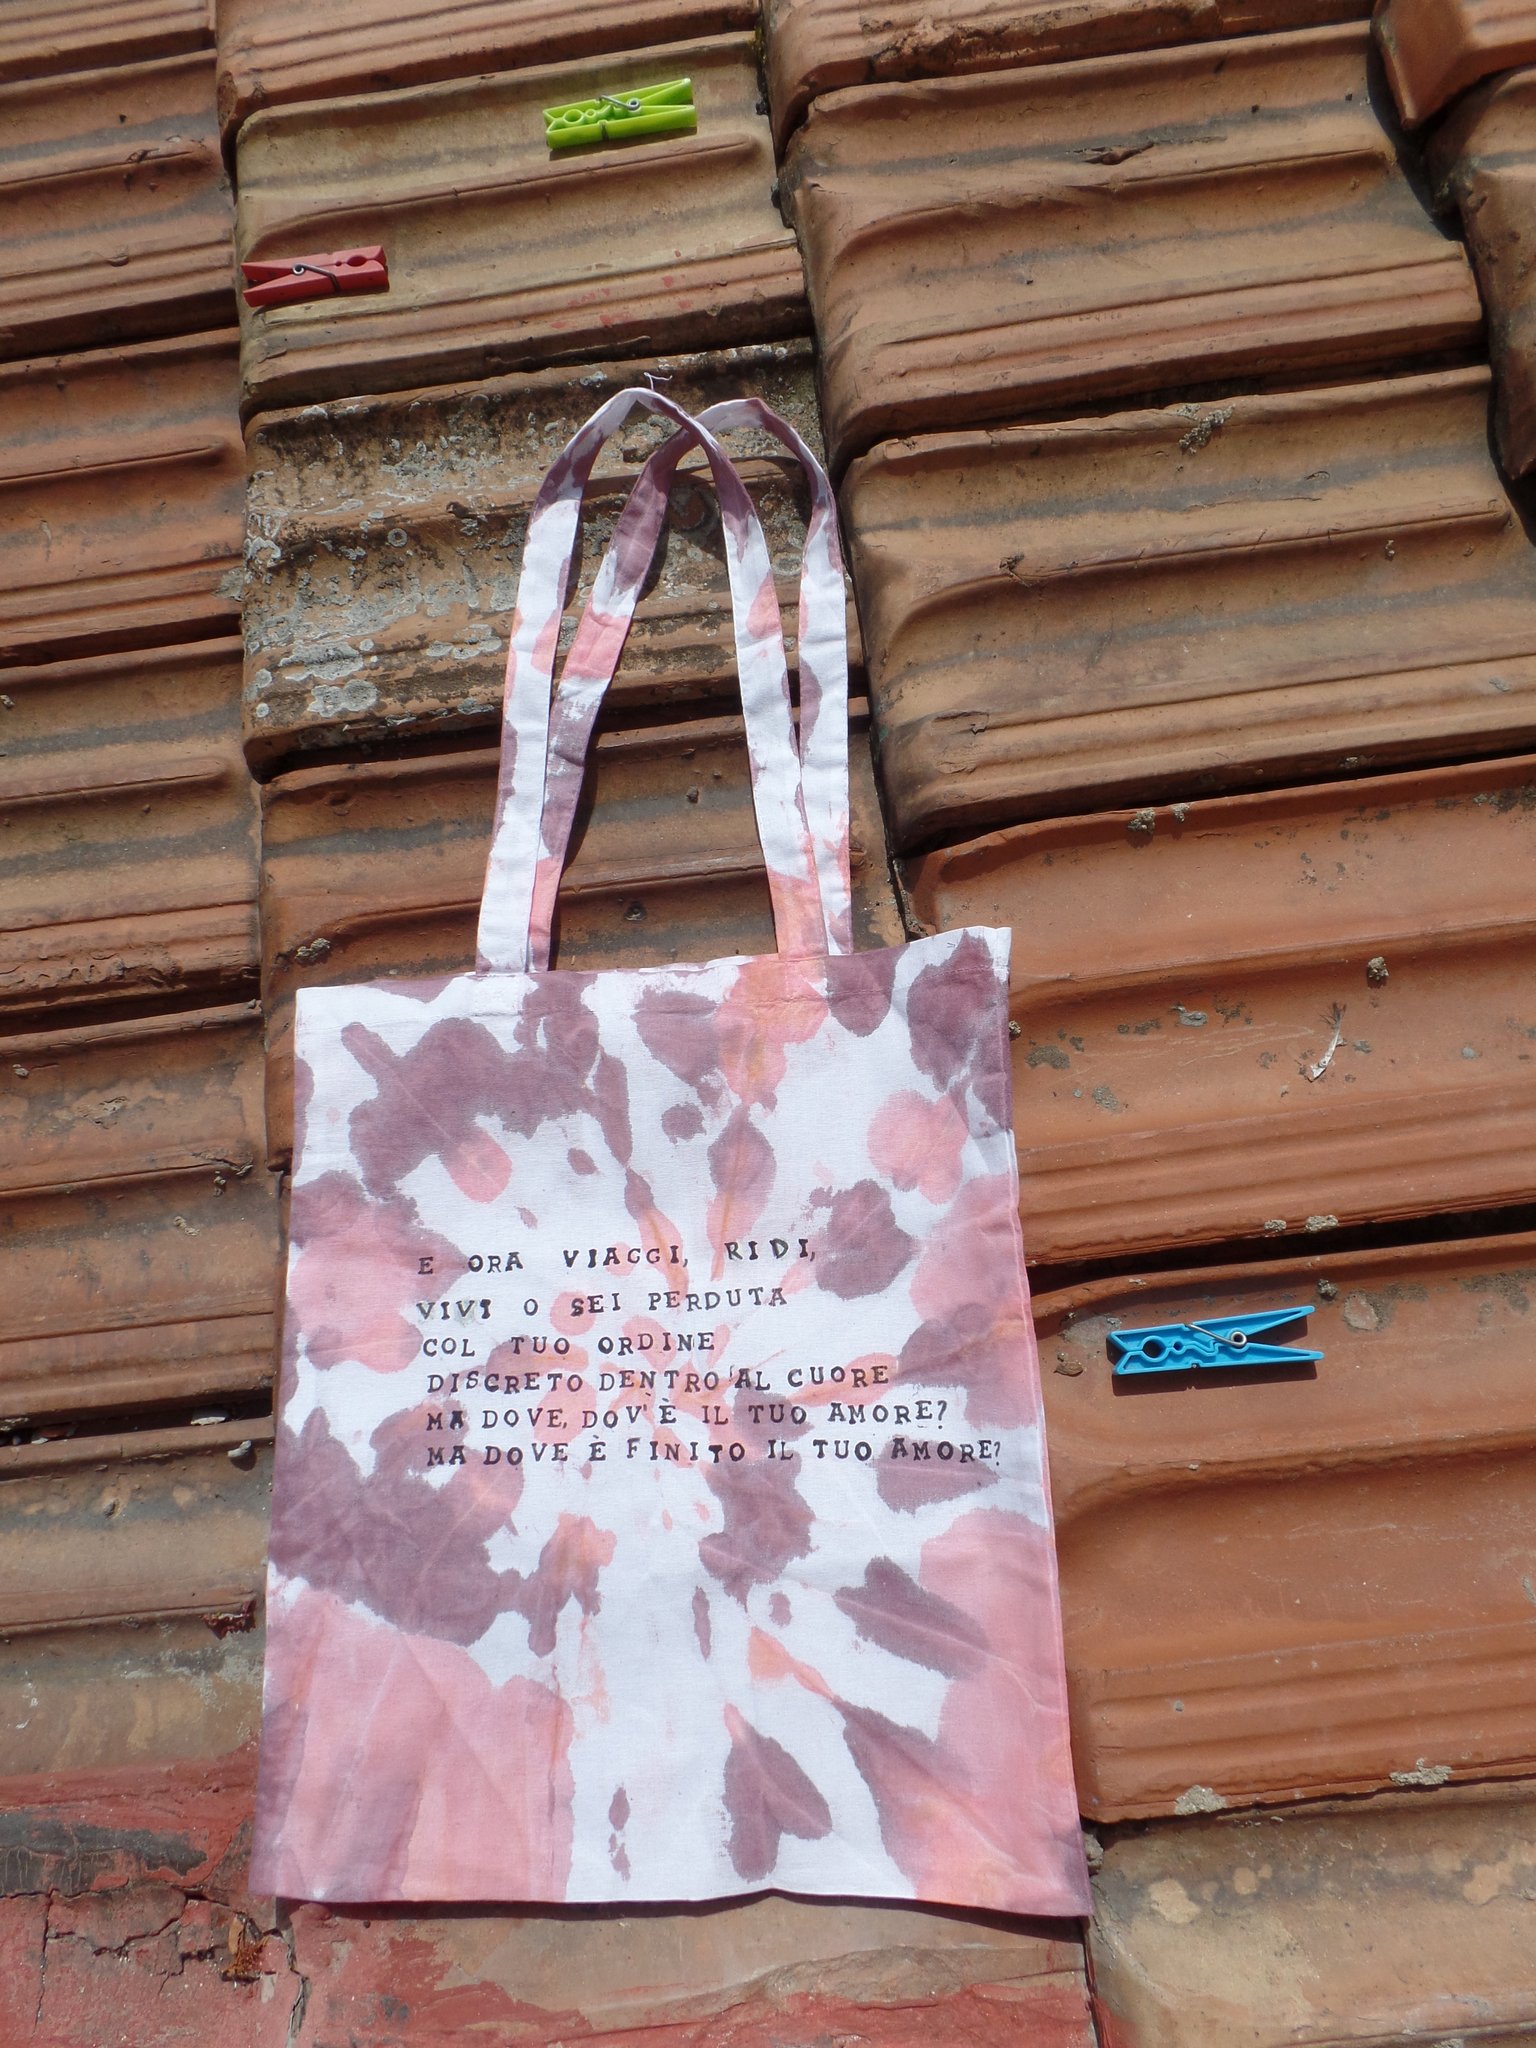 E ORA VIAGGI, RIDI,
VIVI O SEI PERDUTA
COL TUO ORDINE
DISCRETO DENTRO AL CUORE
MA DOVE, DOV'È IL TUO AMORE?
MA DOVE È FINITO IL TUO AMORE?